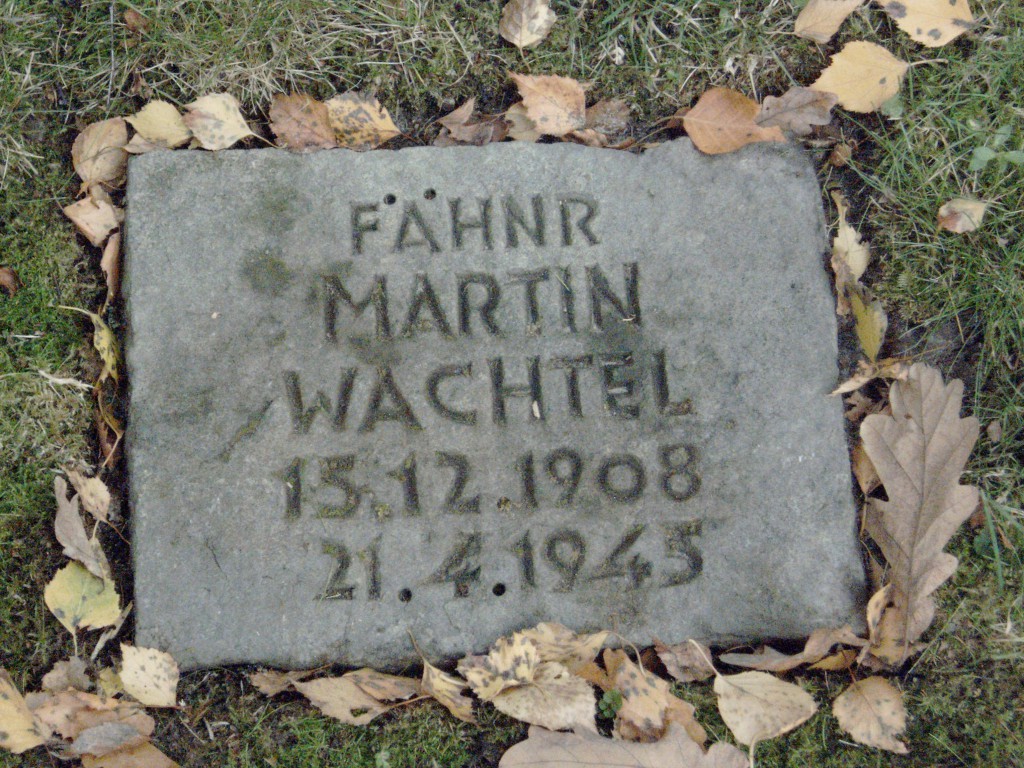 FÄHNR
MARTIN
WACHTEL
15.12.1908
21.4.1945